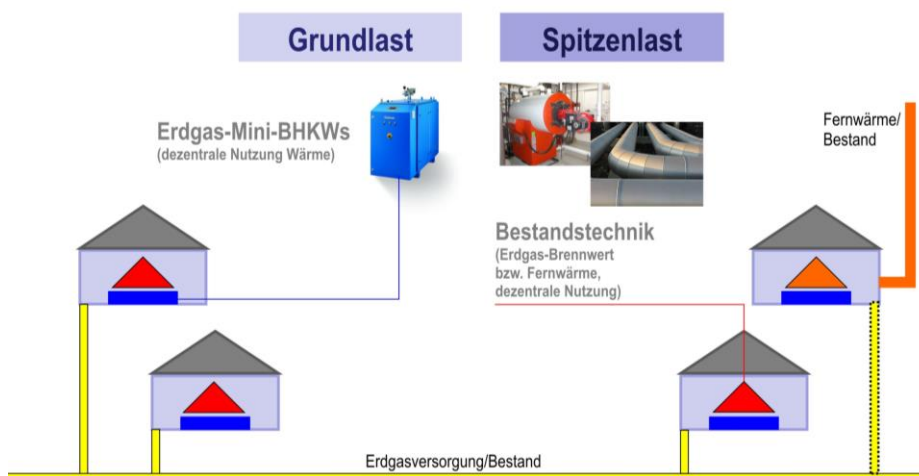 Grundlast
Spitzenlast
Erdgas-Mini-BHKWs
(dezentrale Nutzung Wärme)
Fernwärme/
Bestand
Bestandstechnik
(Erdgas-Brennwert
bzw. Fernwärme,
dezentrale Nutzung)
Erdgasversorgung/Bestand